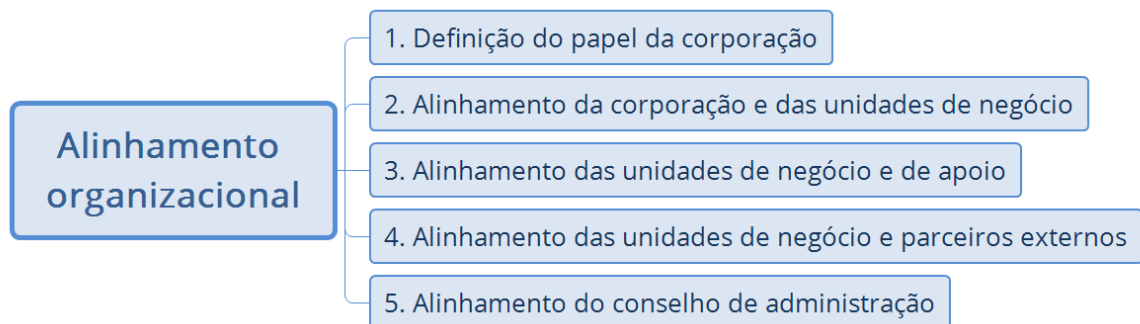 Alinhamento
organizacional
1. Definição do papel da corporação
2. Alinhamento da corporação e das unidades de negócio
3. Alinhamento das unidades de negócio e de apoio
4. Alinhamento das unidades de negócio e parceiros externos
5. Alinhamento do conselho de administração